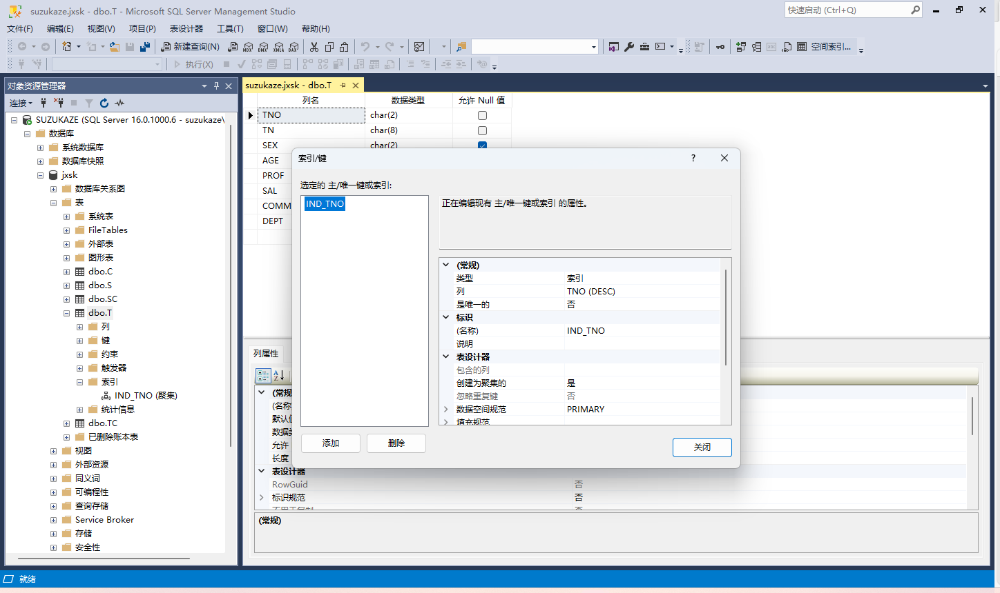 suzukaze.jxsk - dbo.T - Microsoft SQL Server Management Studio
快速启动 (Ctrl+Q)
文件(F) 编辑(E) 视图(V) 项目(P) 表设计器 工具(T) 窗口(W) 帮助(H)
新建查询(N) MDX DMX XMLA DAX 空间索引...
执行(X)
对象资源管理器
连接
SUZUKAZE (SQL Server 16.0.1000.6 - suzukaze\
数据库
系统数据库
数据库快照
jxsk
数据库关系图
表
系统表
FileTables
外部表
图形表
dbo.C
dbo.S
dbo.SC
dbo.T
列
键
约束
触发器
索引
IND_TNO (聚集)
统计信息
dbo.TC
已删除账本表
视图
外部资源
同义词
可编程性
查询存储
Service Broker
存储
安全性
suzukaze.jxsk - dbo.T
列名 数据类型 允许 Null 值
TNO char(2)
TN char(8)
SEX char(2)
AGE
PROF
SAL
COMM
DEPT
索引/键
?
选定的 主/唯一键或索引:
IND_TNO
正在编辑现有 主/唯一键或索引 的属性。
(常规)
类型 索引
列 TNO (DESC)
是唯一的 否
标识
(名称) IND_TNO
说明
表设计器
包含的列
创建为聚集的 是
忽略重复键 否
数据空间规范 PRIMARY
填充规范
添加 删除 关闭
列属性
(常规
(名称
默认值
数据类
允许
长度
表设计器
RowGuid 否
标识规范 否
不用于复制 否
(常规)
就绪